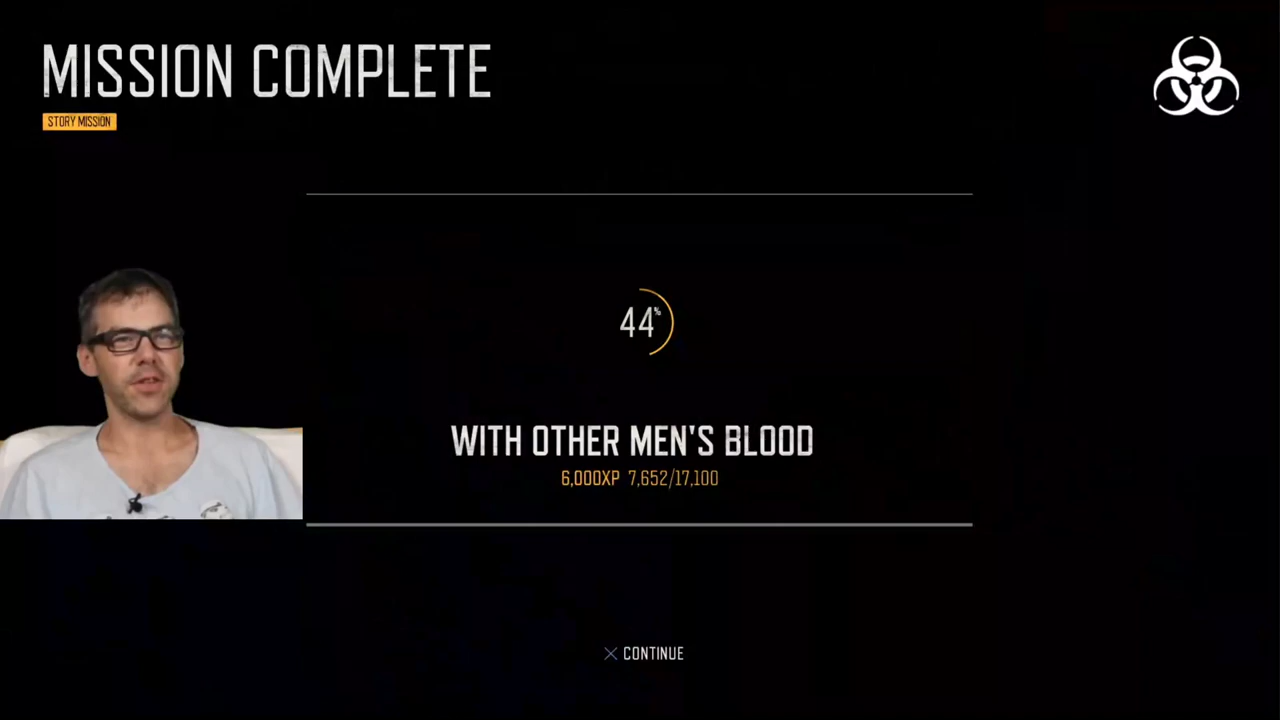 MISSION COMPLETE
STORY MISSION
44%
WITH OTHER MEN'S BLOOD
6,000XP 7,652/17,100
CONTINUE